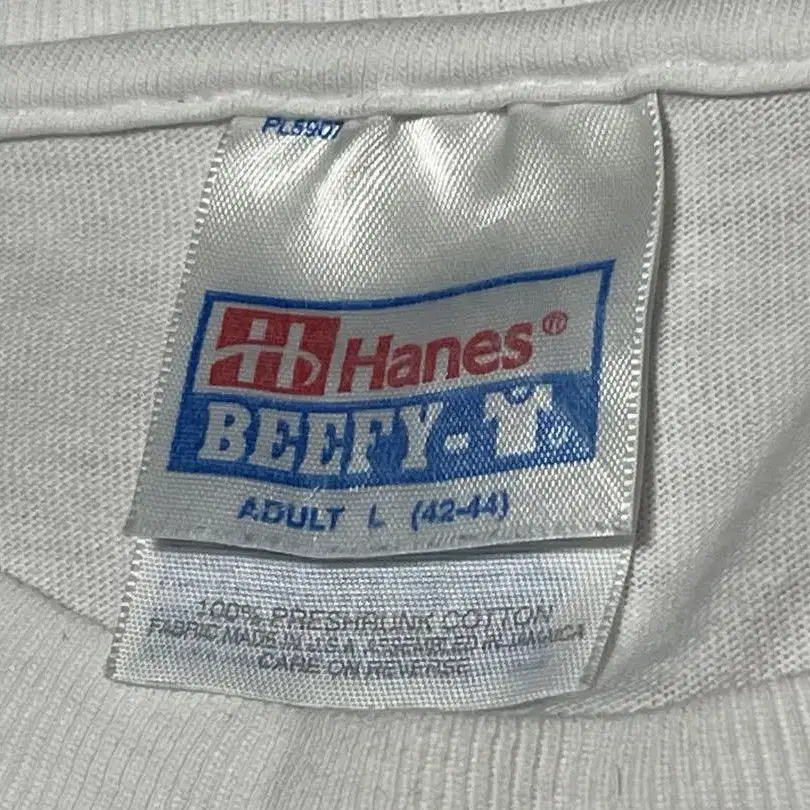 PL5907
Hanes®
BEEFY-
ADULT L (42-44)
100% PRESHRUNK COTTON
FABRIC MADE IN U.S.A. ASSEMBLED IN JAMAICA
CARE ON REVERSE